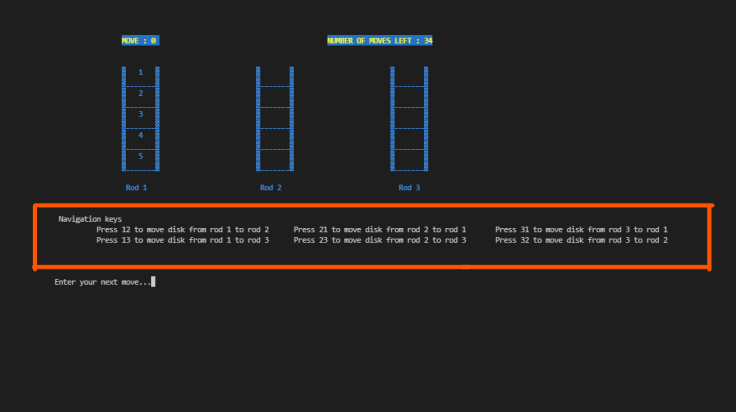 MOVE : 0 NUMBER OF MOVES LEFT : 34
1
2
3
4
5
Rod 1 Rod 2 Rod 3
Navigation keys
Press 12 to move disk from rod 1 to rod 2 Press 21 to move disk from rod 2 to rod 1 Press 31 to move disk from rod 3 to rod 1
Press 13 to move disk from rod 1 to rod 3 Press 23 to move disk from rod 2 to rod 3 Press 32 to move disk from rod 3 to rod 2
Enter your next move...